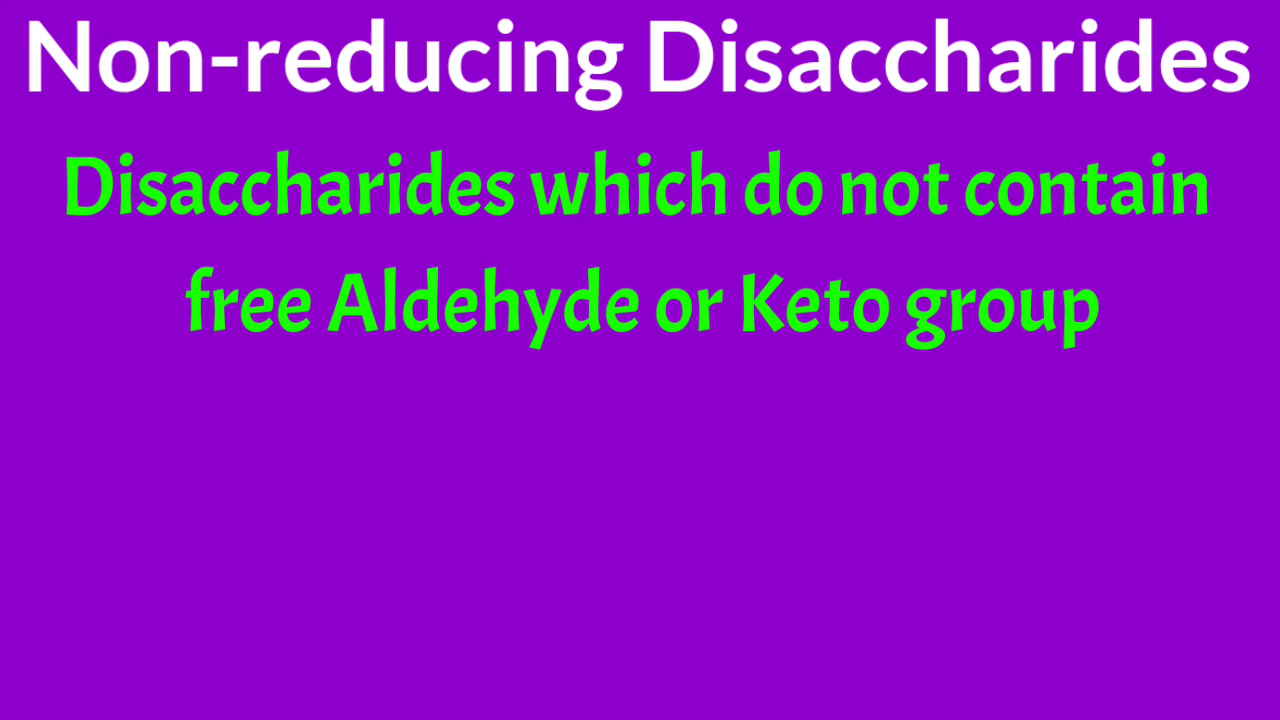 Non-reducing Disaccharides
Disaccharides which do not contain
free Aldehyde or Keto group